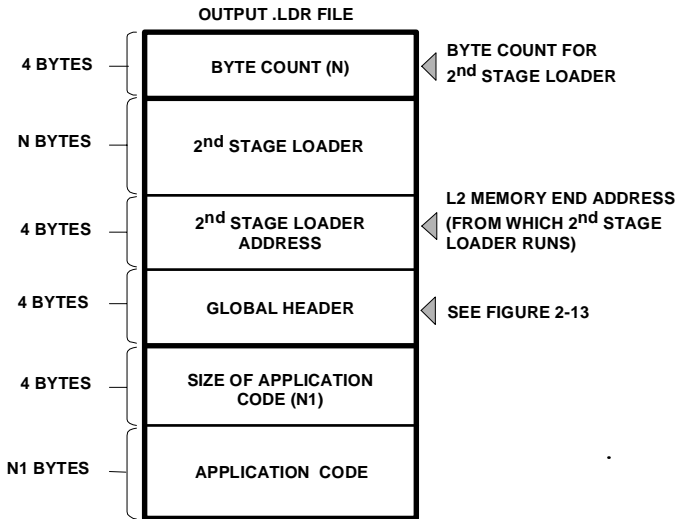 OUTPUT .LDR FILE
4 BYTES
BYTE COUNT (N)
BYTE COUNT FOR
2nd STAGE LOADER
N BYTES
2nd STAGE LOADER
4 BYTES
2nd STAGE LOADER
ADDRESS
L2 MEMORY END ADDRESS
(FROM WHICH 2nd STAGE
LOADER RUNS)
4 BYTES
GLOBAL HEADER
SEE FIGURE 2-13
4 BYTES
SIZE OF APPLICATION
CODE (N1)
N1 BYTES
APPLICATION CODE